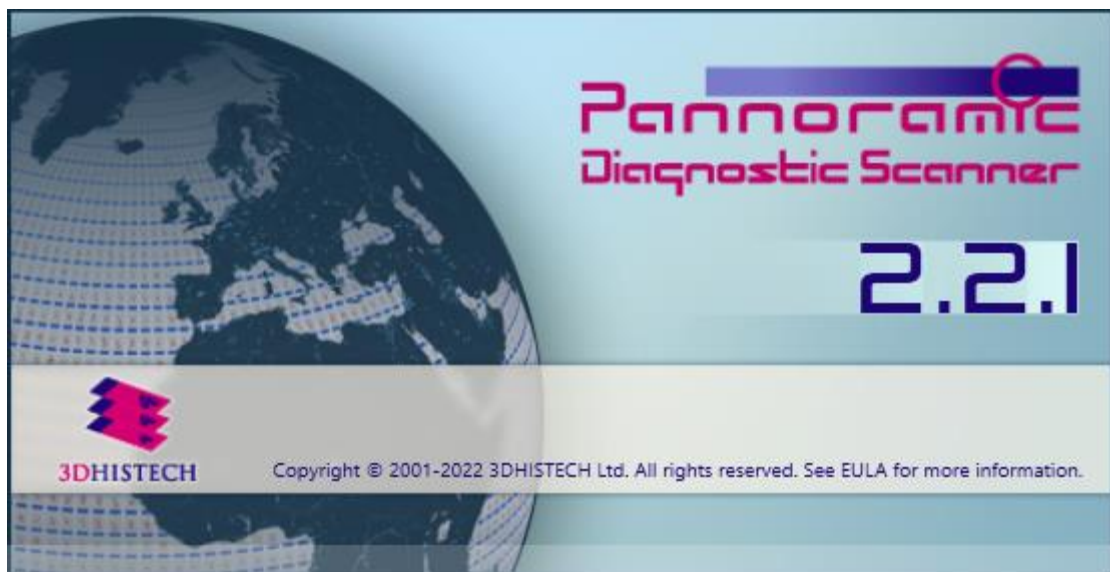 Pannoramic
Diagnostic Scanner
2.2.1
3DHISTECH
Copyright © 2001-2022 3DHISTECH Ltd. All rights reserved. See EULA for more information.